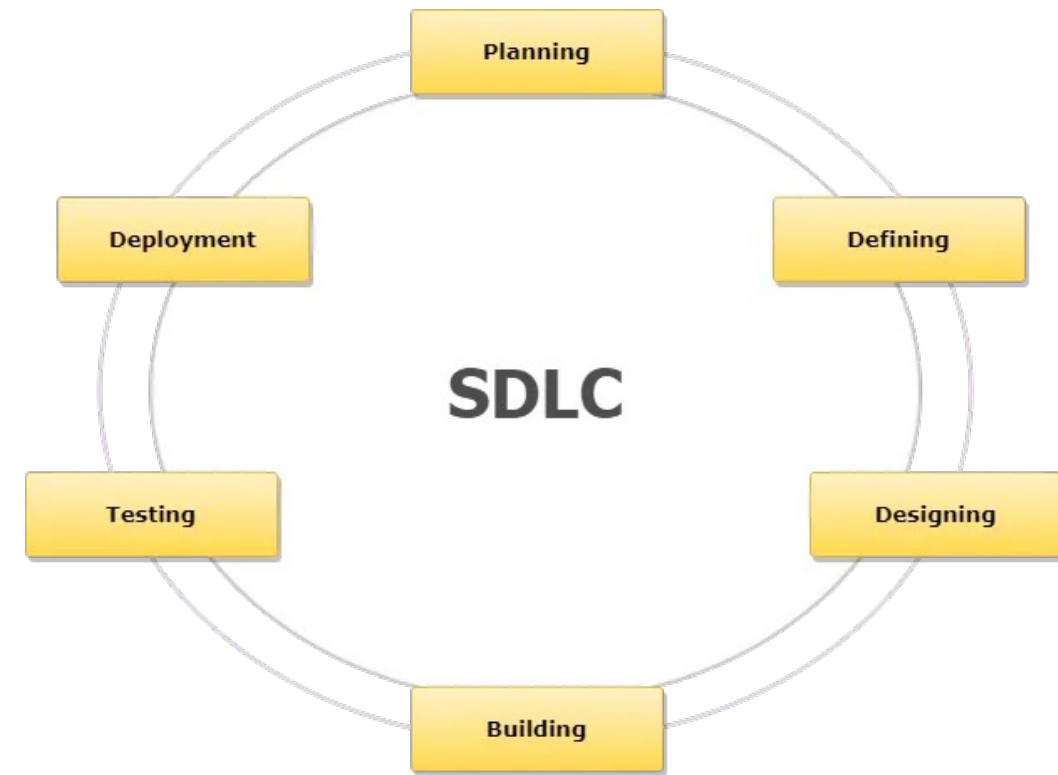 Planning
Deployment
Defining
SDLC
Testing
Designing
Building